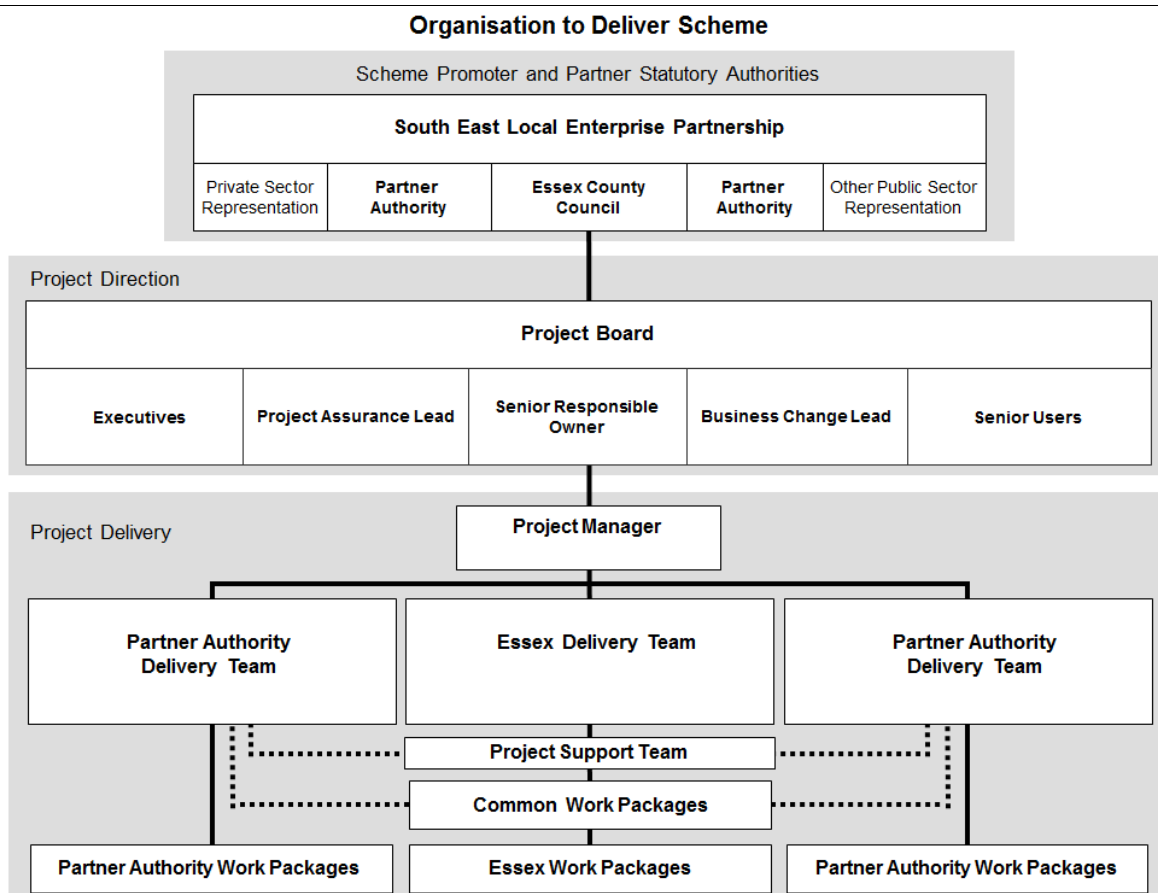 Organisation to Deliver Scheme
Scheme Promoter and Partner Statutory Authorities
South East Local Enterprise Partnership
Private Sector
Representation
Partner
Authority
Essex County
Council
Partner
Authority
Other Public Sector
Representation
Project Direction
Project Board
Executives
Project Assurance Lead
Senior Responsible
Owner
Business Change Lead
Senior Users
Project Delivery
Project Manager
Partner Authority
Delivery Team
Essex Delivery Team
Partner Authority
Delivery Team
Project Support Team
Common Work Packages
Partner Authority Work Packages
Essex Work Packages
Partner Authority Work Packages